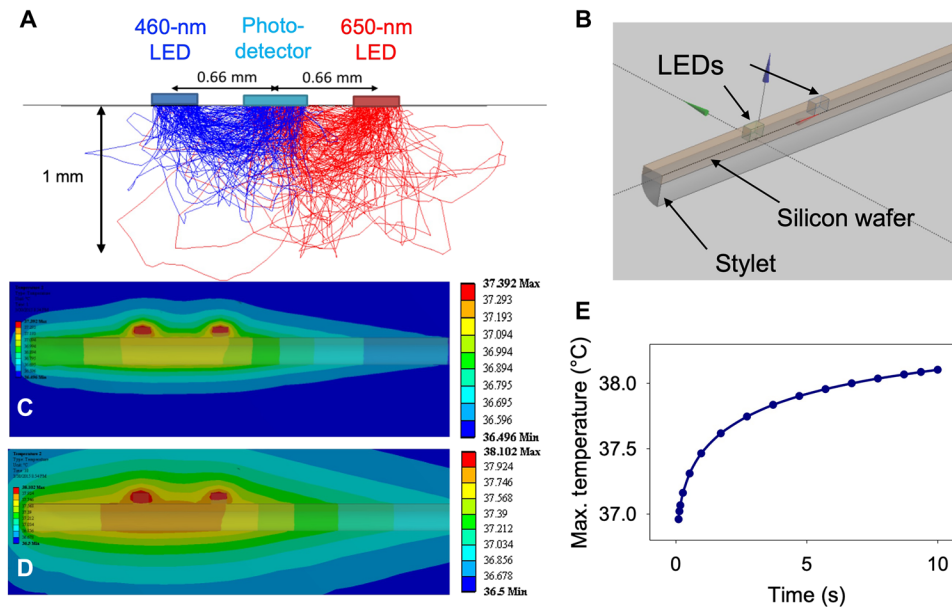 A
460-nm
LED
Photo-
detector
650-nm
LED
0.66 mm
0.66 mm
1 mm
B
LEDs
Silicon wafer
Stylet
C
37.392 Max
37.293
37.193
37.094
36.994
36.894
36.795
36.695
36.596
36.496 Min
D
38.102 Max
37.924
37.746
37.568
37.39
37.212
37.034
36.856
36.678
36.5 Min
E
Max. temperature (°C)
38.0
37.5
37.0
0
5
10
Time (s)